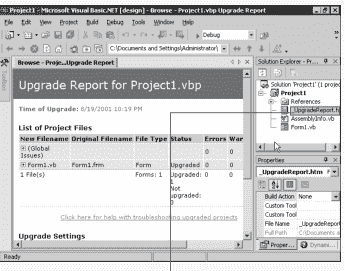 Project1 - Microsoft Visual Basic.NET [design] - Browse - Project1.vbp Upgrade Report
File Edit View Project Build Debug Tools Window Help
Debug
C:\Documents and Settings\Administrator\
Toolbox
Browse - Proje...Upgrade Report
Upgrade Report for Project1.vbp
Time of Upgrade: 8/19/2001 10:19 PM
List of Project Files
New Filename Original Filename File Type Status Errors War
(Global Issues) 0 0
Form1.vb Form1.frm Form Upgraded 0 0
1 File(s) Forms: 1 Upgraded: 1 0 0
Not upgraded: 0
Click here for help with troubleshooting upgraded projects
Upgrade Settings
Solution Explorer - Pr...
Solution 'Project1' (1 project)
Project1
References
_UpgradeReport.h
AssemblyInfo.vb
Form1.vb
Properties
_UpgradeReport.htm
Build Action None
Custom Tool
Custom Tool
File Name _UpgradeReport
Full Path C:\Documents a
Proper... Dynami...
Ready